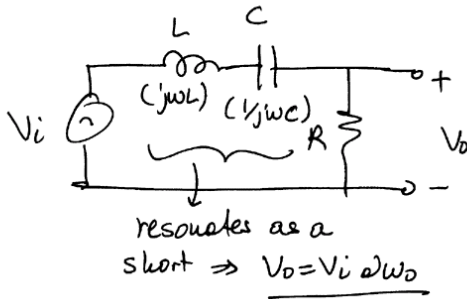 L C
(jωL) (1/jωC)
Vi R + Vo -
resonates as a
short ⇒ Vo = Vi @ωo